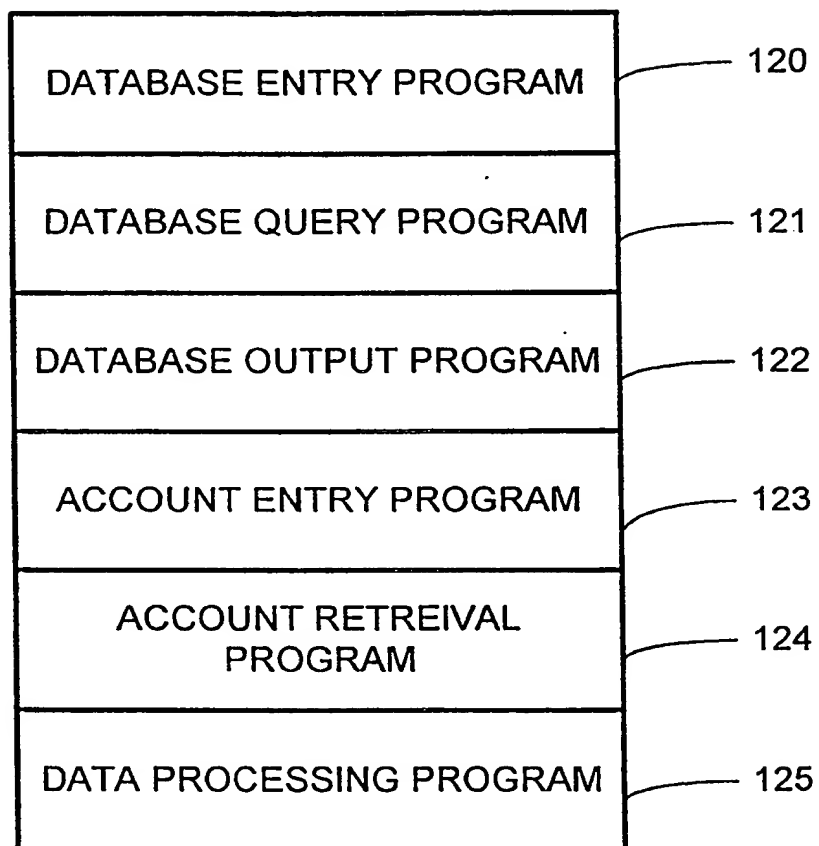 DATABASE ENTRY PROGRAM 120
DATABASE QUERY PROGRAM 121
DATABASE OUTPUT PROGRAM 122
ACCOUNT ENTRY PROGRAM 123
ACCOUNT RETREIVAL
PROGRAM 124
DATA PROCESSING PROGRAM 125